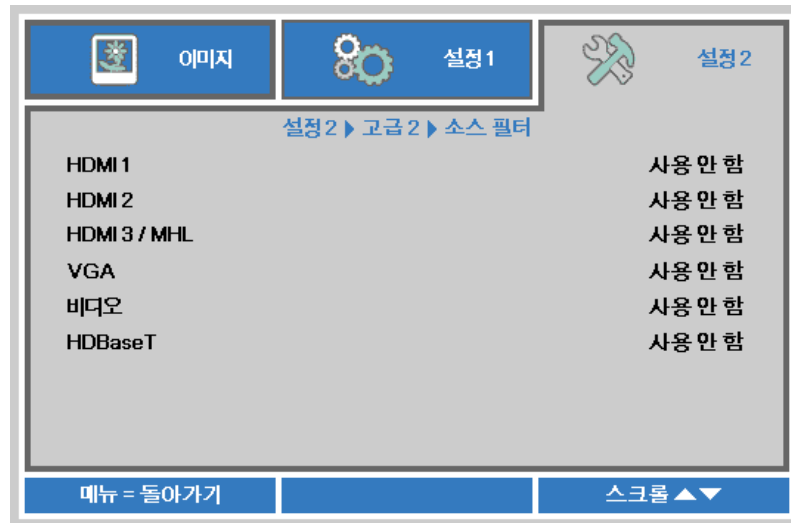 이미지 설정1 설정2
설정2 ▶ 고급2 ▶ 소스 필터
HDMI 1 사용 안 함
HDMI 2 사용 안 함
HDMI 3 / MHL 사용 안 함
VGA 사용 안 함
비디오 사용 안 함
HDBaseT 사용 안 함
메뉴 = 돌아가기 스크롤 ▲▼